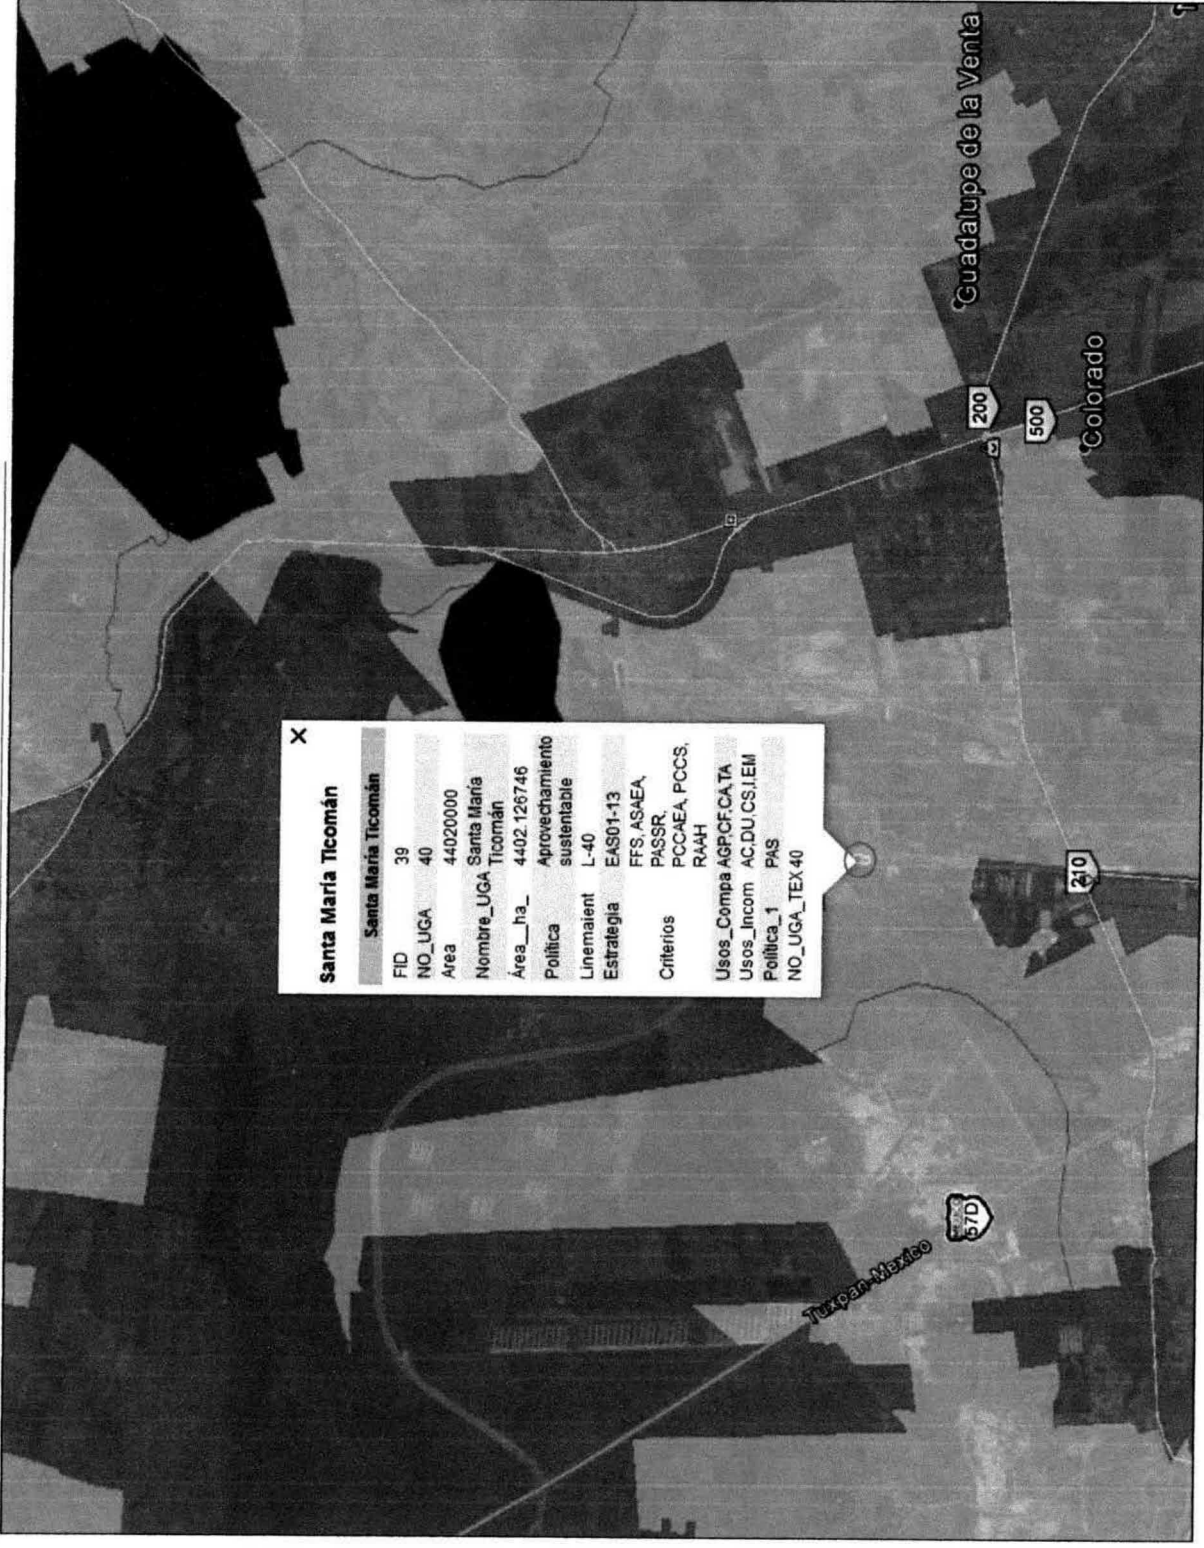 Santa María Ticomán
X
Santa María Ticomán
FID 39
NO_UGA 40
Área 44020000
Nombre_UGA Santa María Ticomán
Área__ha_ 4402.126746
Política Aprovechamiento sustentable
Linemaient L-40
Estrategia EAS01-13
Criterios FFS, ASAEA, PASSR, PCCAEA, PCCS, RAAH
Usos_Compa AGP,CF,CA,TA
Usos_Incom AC,DU,CS,I,EM
Política_1 PAS
NO_UGA_TEX 40
Guadalupe de la Venta
200
500
Colorado
210
57D
Tuxpan-Mexico